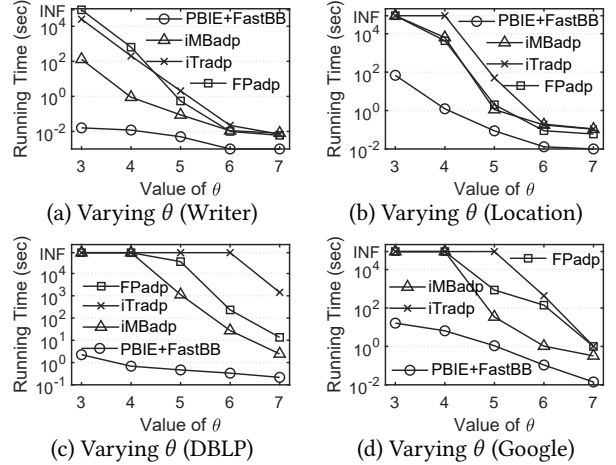 Running Time (sec)
INF
10^4
10^2
10^0
10^-2
PBIE+FastBB
iMBadp
iTradp
FPadp
3 4 5 6 7
Value of θ
(a) Varying θ (Writer)
Running Time (sec)
INF
10^4
10^2
10^0
10^-2
PBIE+FastBB
iMBadp
iTradp
FPadp
3 4 5 6 7
Value of θ
(b) Varying θ (Location)
Running Time (sec)
INF
10^4
10^3
10^2
10^1
10^0
10^-1
FPadp
iTradp
iMBadp
PBIE+FastBB
3 4 5 6 7
Value of θ
(c) Varying θ (DBLP)
Running Time (sec)
INF
10^4
10^2
10^0
10^-2
FPadp
iMBadp
iTradp
PBIE+FastBB
3 4 5 6 7
Value of θ
(d) Varying θ (Google)